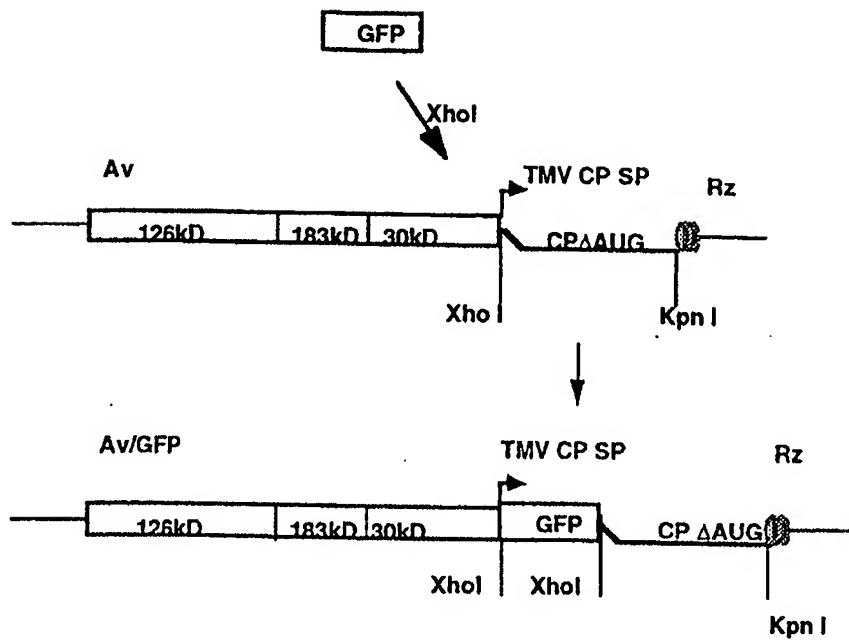 GFP
XhoI
Av
TMV CP SP
Rz
126kD 183kD 30kD CPΔAUG
Xho I
Kpn I
Av/GFP
TMV CP SP
Rz
126kD 183kD 30kD GFP CP ΔAUG
XhoI XhoI
Kpn I